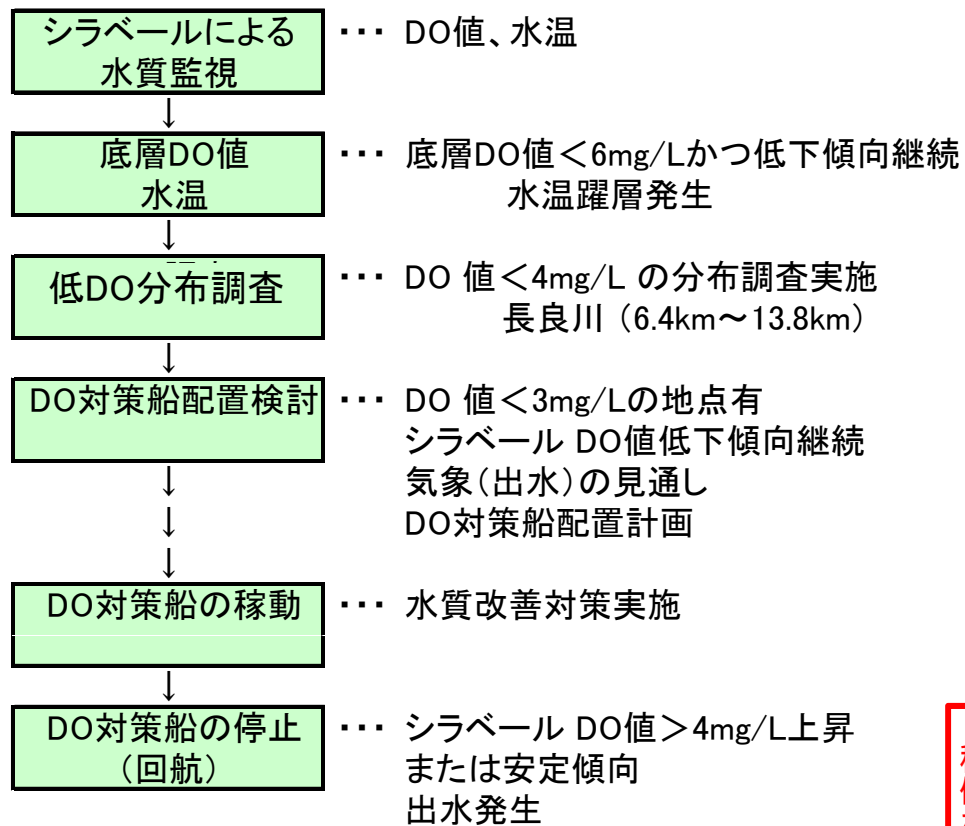 シラベールによる ・・・ DO値、水温
水質監視
↓
底層DO値 ・・・ 底層DO値<6mg/Lかつ低下傾向継続
水温 水温躍層発生
↓
低DO分布調査 ・・・ DO 値<4mg/L の分布調査実施
長良川 (6.4km~13.8km)
↓
DO対策船配置検討 ・・・ DO 値<3mg/Lの地点有
シラベール DO値低下傾向継続
↓ 気象(出水)の見通し
↓ DO対策船配置計画
↓
DO対策船の稼動 ・・・ 水質改善対策実施
↓
DO対策船の停止 ・・・ シラベール DO値>4mg/L上昇
(回航) または安定傾向
出水発生